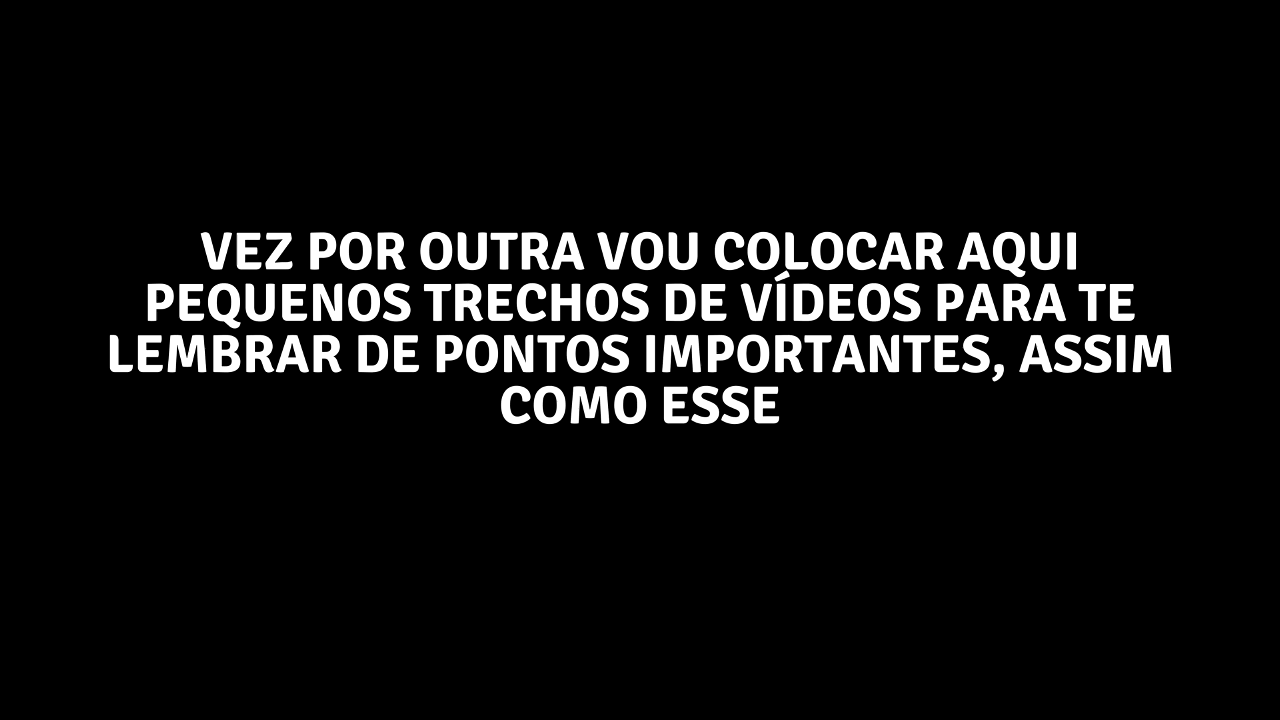 VEZ POR OUTRA VOU COLOCAR AQUI
PEQUENOS TRECHOS DE VÍDEOS PARA TE
LEMBRAR DE PONTOS IMPORTANTES, ASSIM
COMO ESSE